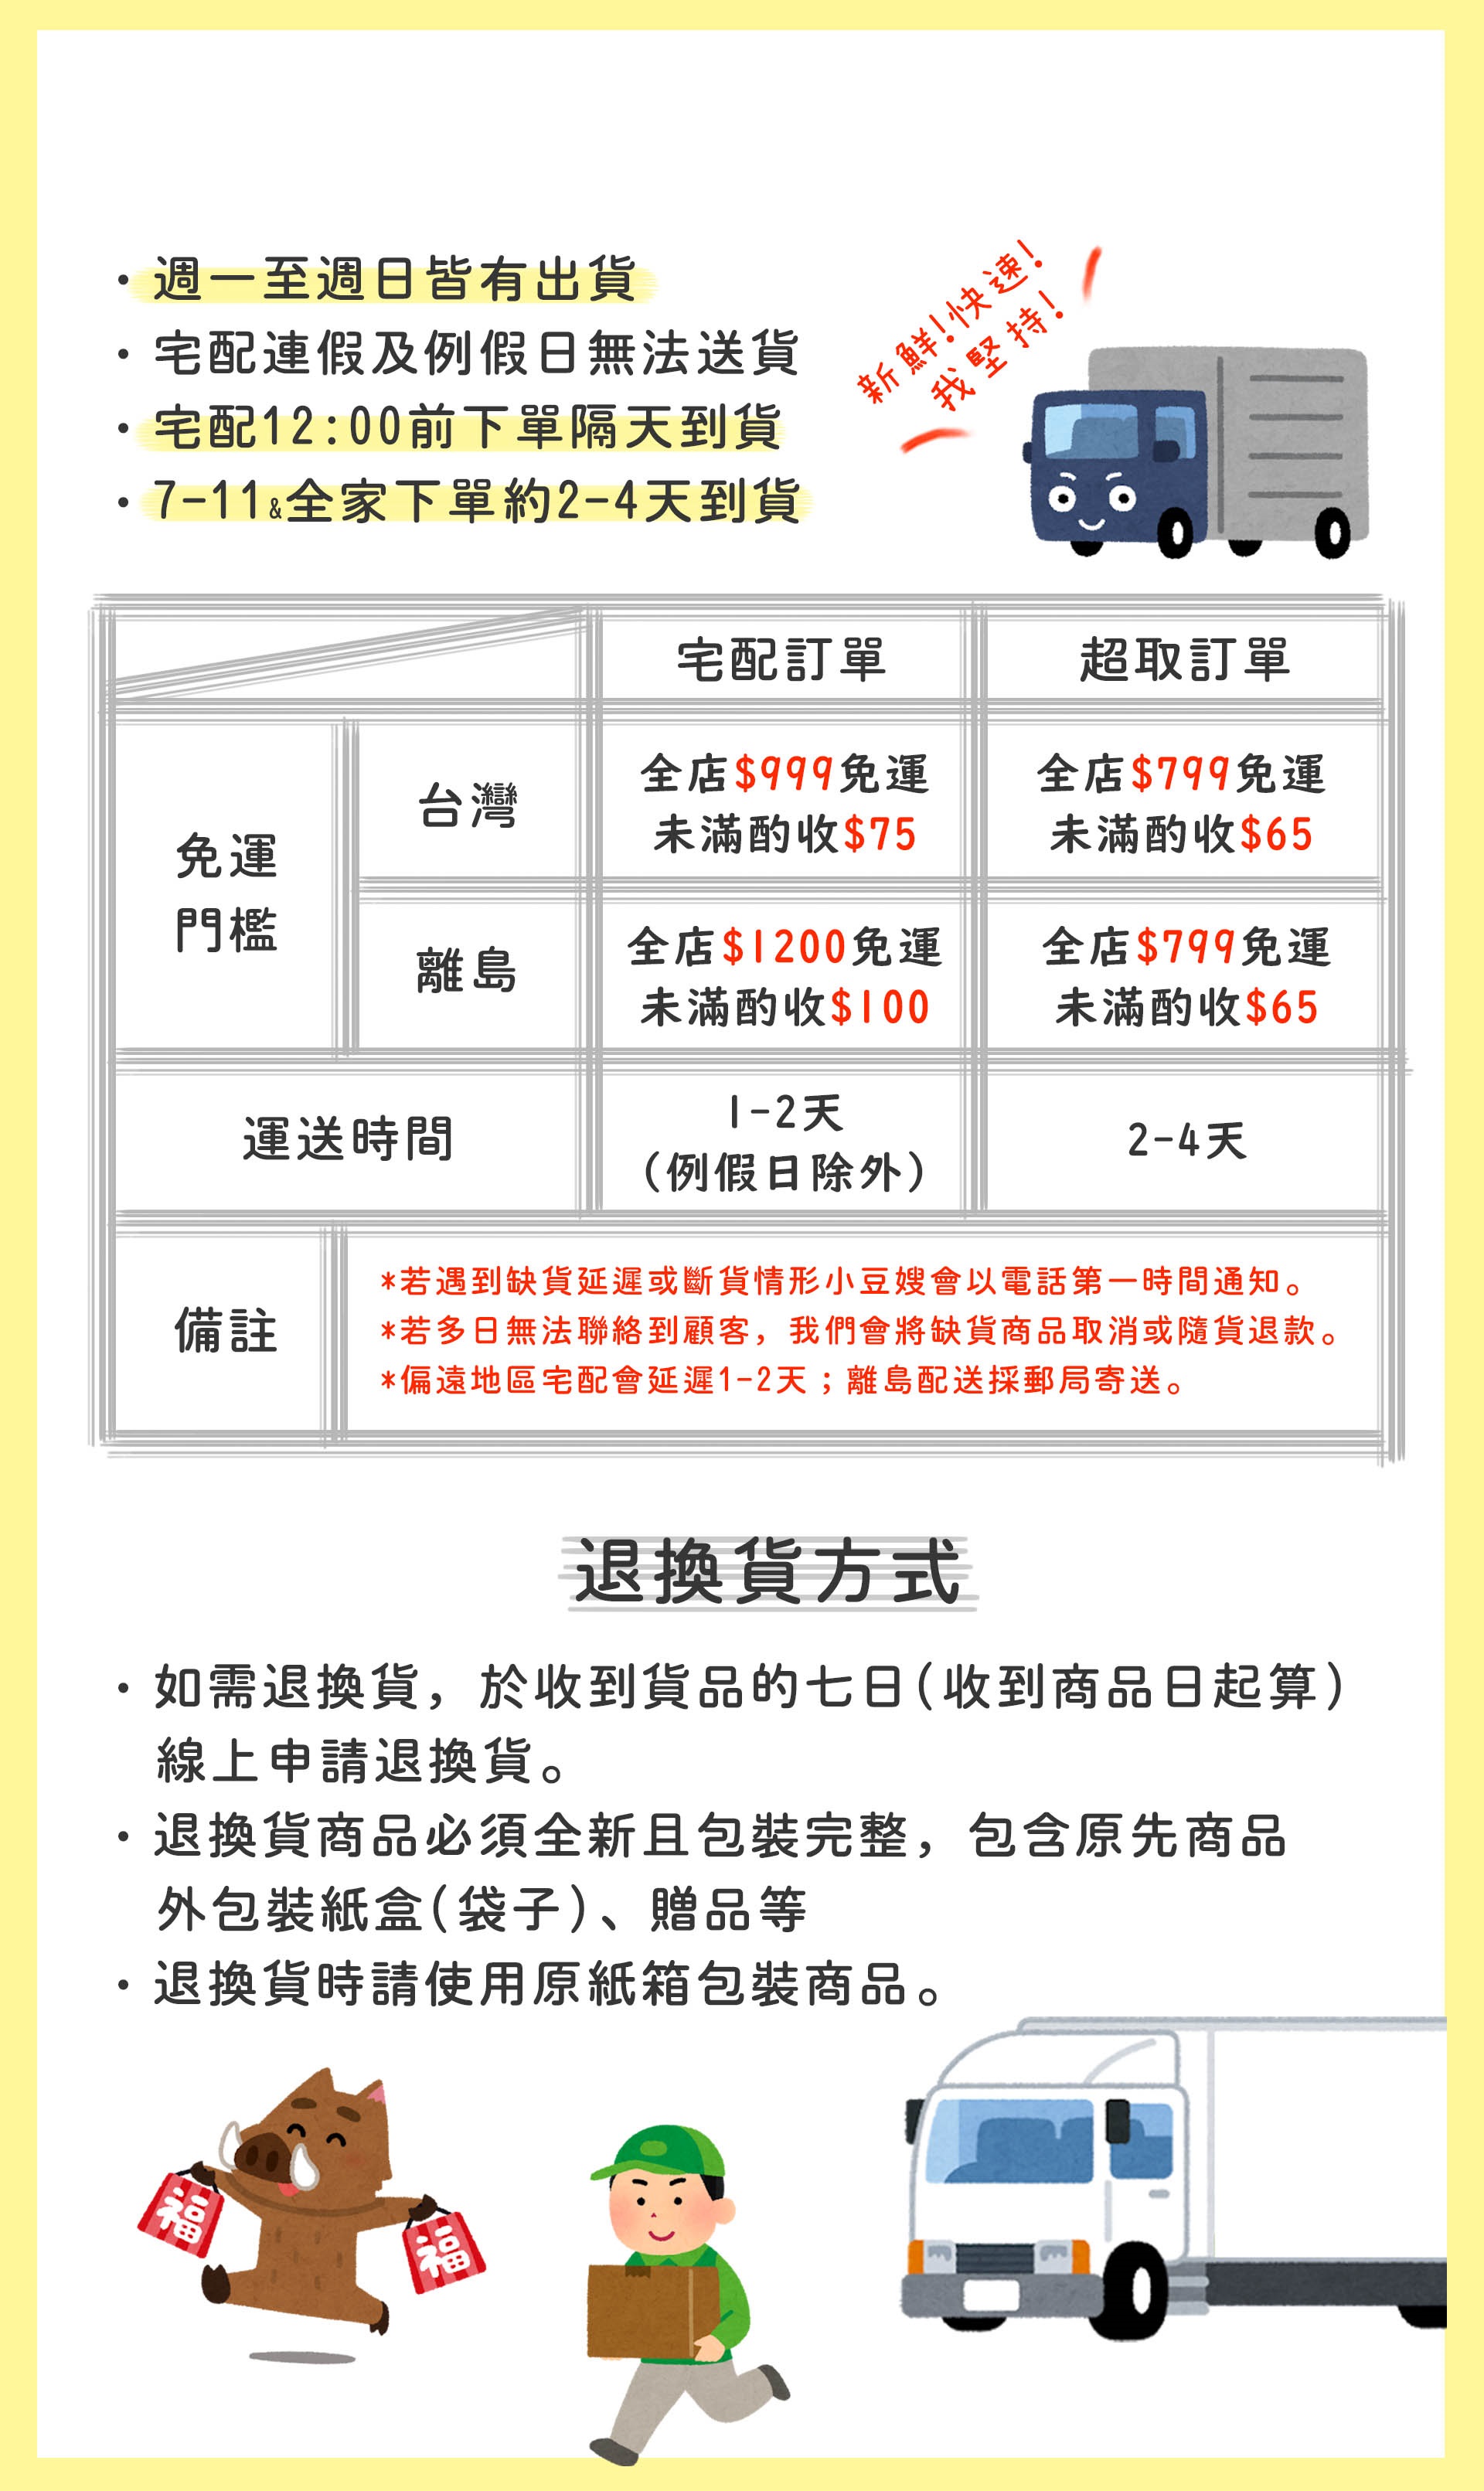 ・週一至週日皆有出貨
・宅配連假及例假日無法送貨
・宅配12:00前下單隔天到貨
・7-11&全家下單約2-4天到貨
新鮮!快速!
我堅持!
宅配訂單
超取訂單
免運
門檻
台灣
全店$999免運
未滿酌收$75
全店$799免運
未滿酌收$65
離島
全店$1200免運
未滿酌收$100
全店$799免運
未滿酌收$65
運送時間
1-2天
(例假日除外)
2-4天
備註
*若遇到缺貨延遲或斷貨情形小豆嫂會以電話第一時間通知。
*若多日無法聯絡到顧客，我們會將缺貨商品取消或隨貨退款。
*偏遠地區宅配會延遲1-2天；離島配送採郵局寄送。
退換貨方式
・如需退換貨，於收到貨品的七日(收到商品日起算)
線上申請退換貨。
・退換貨商品必須全新且包裝完整，包含原先商品
外包裝紙盒(袋子)、贈品等
・退換貨時請使用原紙箱包裝商品。
福
福